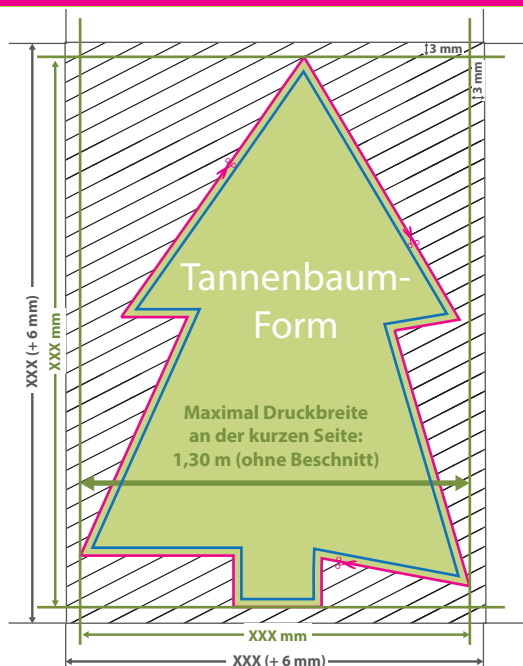 3 mm
3 mm
XXX (+ 6 mm)
XXX mm
Tannenbaum-
Form
Maximal Druckbreite
an der kurzen Seite:
1,30 m (ohne Beschnitt)
XXX mm
XXX (+ 6 mm)